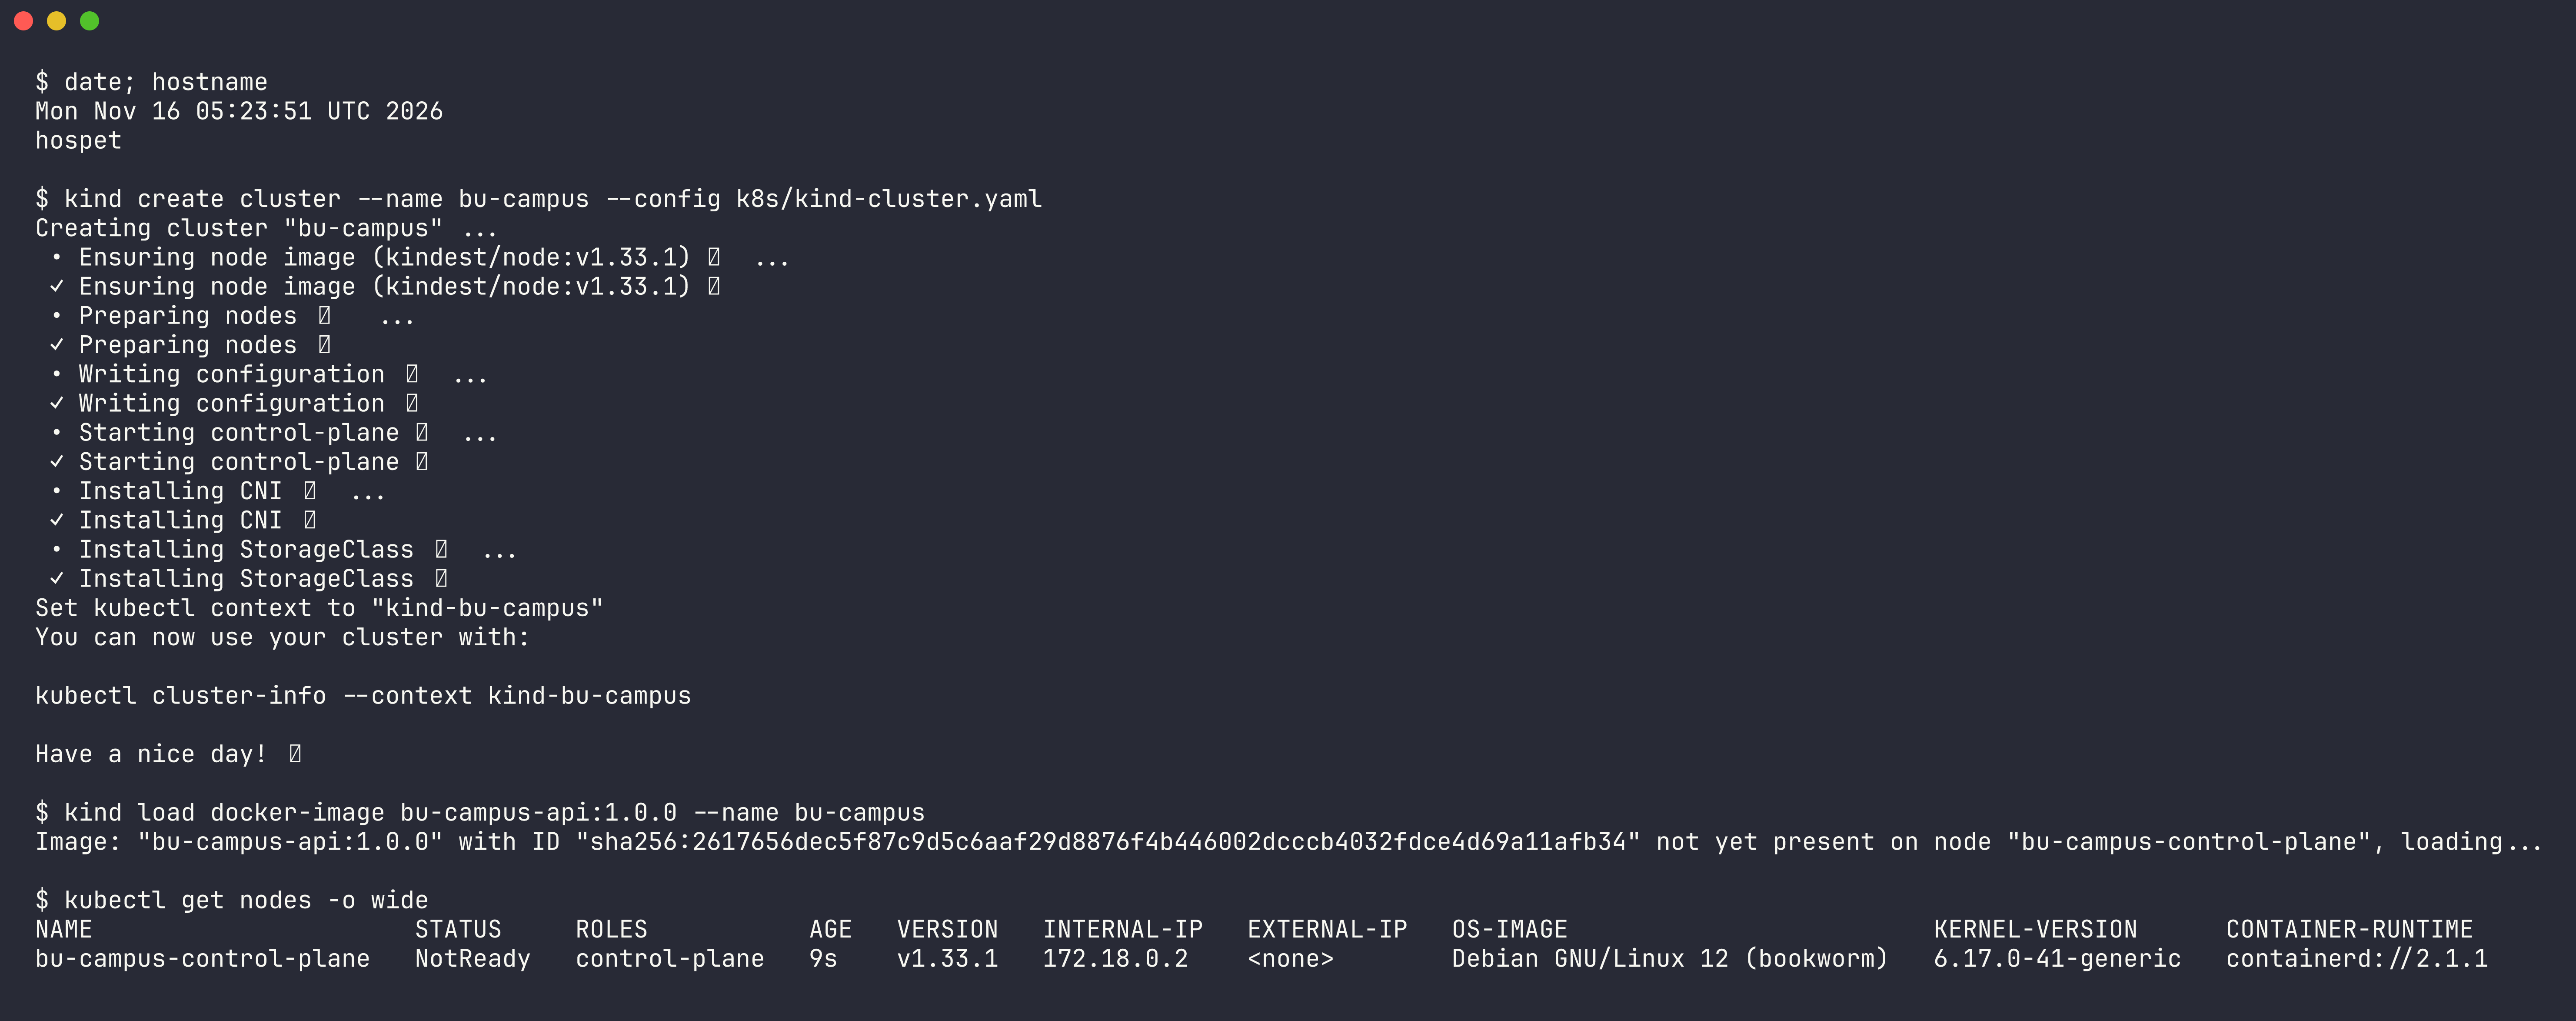 $ date; hostname
Mon Nov 16 05:23:51 UTC 2026
hospet
$ kind create cluster --name bu-campus --config k8s/kind-cluster.yaml
Creating cluster "bu-campus" ...
• Ensuring node image (kindest/node:v1.33.1) ...
✓ Ensuring node image (kindest/node:v1.33.1)
• Preparing nodes ...
✓ Preparing nodes
• Writing configuration ...
✓ Writing configuration
• Starting control-plane ...
✓ Starting control-plane
• Installing CNI ...
✓ Installing CNI
• Installing StorageClass ...
✓ Installing StorageClass
Set kubectl context to "kind-bu-campus"
You can now use your cluster with:
kubectl cluster-info --context kind-bu-campus
Have a nice day!
$ kind load docker-image bu-campus-api:1.0.0 --name bu-campus
Image: "bu-campus-api:1.0.0" with ID "sha256:2617656dec5f87c9d5c6aaf29d8876f4b446002dcccb4032fdce4d69a11afb34" not yet present on node "bu-campus-control-plane", loading...
$ kubectl get nodes -o wide
NAME STATUS ROLES AGE VERSION INTERNAL-IP EXTERNAL-IP OS-IMAGE KERNEL-VERSION CONTAINER-RUNTIME
bu-campus-control-plane NotReady control-plane 9s v1.33.1 172.18.0.2 <none> Debian GNU/Linux 12 (bookworm) 6.17.0-41-generic containerd://2.1.1